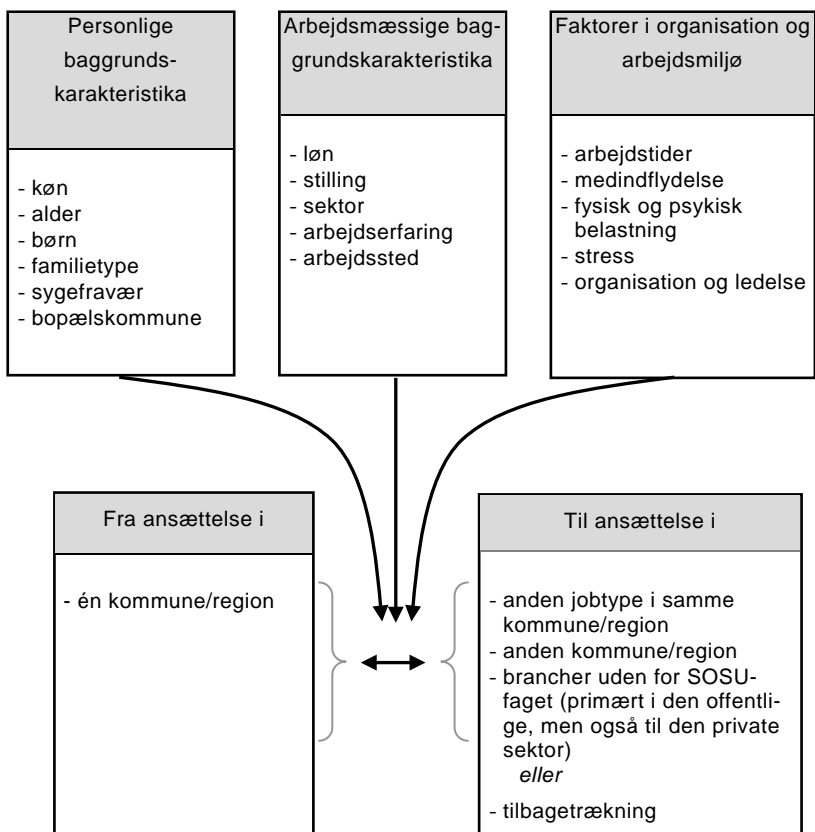 Personlige
baggrunds-
karakteristika
- køn
- alder
- børn
- familietype
- sygefravær
- bopælskommune
Arbejdsmæssige bag-
grundskarakteristika
- løn
- stilling
- sektor
- arbejdserfaring
- arbejdssted
Faktorer i organisation og
arbejdsmiljø
- arbejdstider
- medindflydelse
- fysisk og psykisk
belastning
- stress
- organisation og ledelse
Fra ansættelse i
- én kommune/region
Til ansættelse i
- anden jobtype i samme
kommune/region
- anden kommune/region
- brancher uden for SOSU-
faget (primært i den offentli-
ge, men også til den private
sektor)
eller
- tilbagetrækning